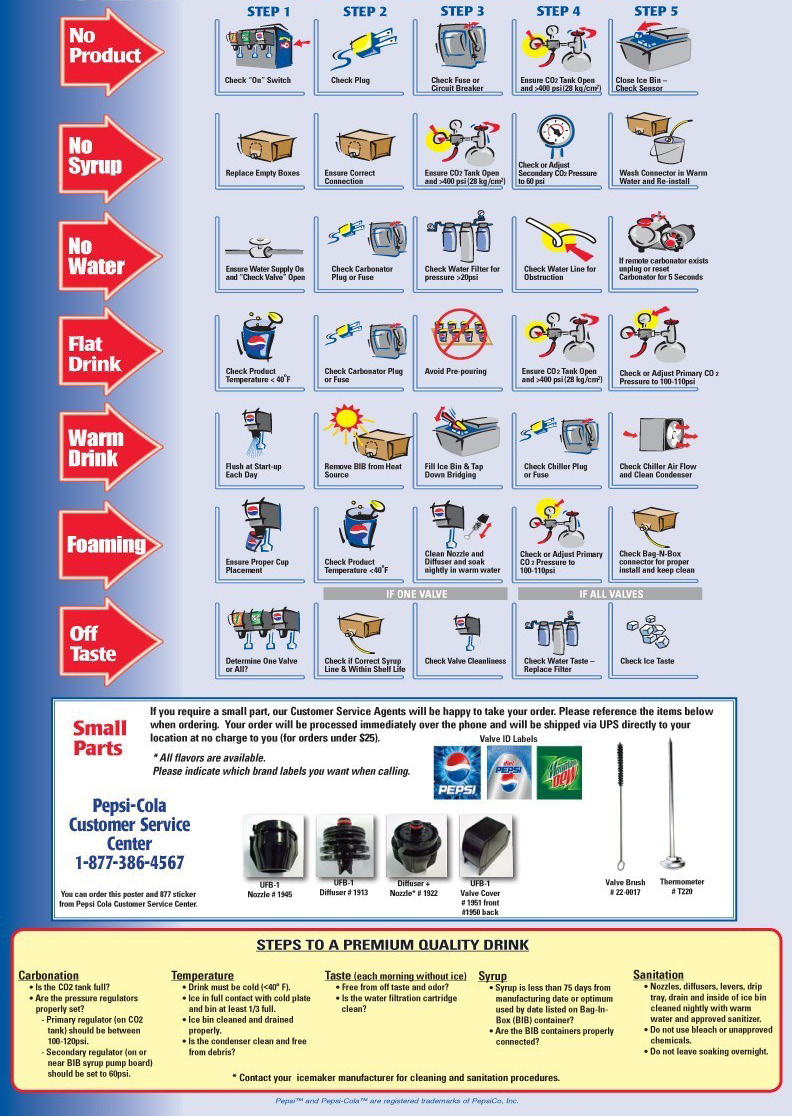 STEP 1 STEP 2 STEP 3 STEP 4 STEP 5
No
Product
Check "On" Switch
Check Plug
Check Fuse or
Circuit Breaker
Ensure CO2 Tank Open
and >400 psi (28 kg/cm²)
Close Ice Bin –
Check Sensor
No
Syrup
Replace Empty Boxes
Ensure Correct
Connection
Ensure CO2 Tank Open
and >400 psi (28 kg/cm²)
Check or Adjust
Secondary CO2 Pressure
to 60 psi
Wash Connector in Warm
Water and Re-install
No
Water
Ensure Water Supply On
and "Check Valve" Open
Check Carbonator
Plug or Fuse
Check Water Filter for
pressure >20psi
Check Water Line for
Obstruction
If remote carbonator exists
unplug or reset
Carbonator for 5 Seconds
Flat
Drink
Check Product
Temperature < 40°F
Check Carbonator Plug
or Fuse
Avoid Pre-pouring
Ensure CO2 Tank Open
and >400 psi (28 kg/cm²)
Check or Adjust Primary CO 2
Pressure to 100-110psi
Warm
Drink
Flush at Start-up
Each Day
Remove BIB from Heat
Source
Fill Ice Bin & Tap
Down Bridging
Check Chiller Plug
or Fuse
Check Chiller Air Flow
and Clean Condenser
Foaming
Ensure Proper Cup
Placement
Check Product
Temperature <40°F
Clean Nozzle and
Diffuser and soak
nightly in warm water
Check or Adjust Primary
CO 2 Pressure to
100-110psi
Check Bag-N-Box
connector for proper
install and keep clean
IF ONE VALVE IF ALL VALVES
Off
Taste
Determine One Valve
or All?
Check if Correct Syrup
Line & Within Shelf Life
Check Valve Cleanliness
Check Water Taste –
Replace Filter
Check Ice Taste
Small
Parts
If you require a small part, our Customer Service Agents will be happy to take your order. Please reference the items below
when ordering. Your order will be processed immediately over the phone and will be shipped via UPS directly to your
location at no charge to you (for orders under $25).
* All flavors are available.
Please indicate which brand labels you want when calling.
Valve ID Labels
PEPSI
diet
PEPSI
Mountain
Dew
Pepsi-Cola
Customer Service
Center
1-877-386-4567
You can order this poster and 877 sticker
from Pepsi Cola Customer Service Center.
UFB-1
Nozzle # 1945
UFB-1
Diffuser # 1913
Diffuser +
Nozzle* # 1922
UFB-1
Valve Cover
# 1951 front
#1950 back
Valve Brush
# 22-0017
Thermometer
# T220
STEPS TO A PREMIUM QUALITY DRINK
Carbonation
• Is the CO2 tank full?
• Are the pressure regulators
properly set?
- Primary regulator (on CO2
tank) should be between
100-120psi.
- Secondary regulator (on or
near BIB syrup pump board)
should be set to 60psi.
Temperature
• Drink must be cold (<40° F).
• Ice in full contact with cold plate
and bin at least 1/3 full.
• Ice bin cleaned and drained
properly.
• Is the condenser clean and free
from debris?
Taste (each morning without ice)
• Free from off taste and odor?
• Is the water filtration cartridge
clean?
Syrup
• Syrup is less than 75 days from
manufacturing date or optimum
used by date listed on Bag-In-
Box (BIB) container?
• Are the BIB containers properly
connected?
Sanitation
• Nozzles, diffusers, levers, drip
tray, drain and inside of ice bin
cleaned nightly with warm
water and approved sanitizer.
• Do not use bleach or unapproved
chemicals.
• Do not leave soaking overnight.
* Contact your icemaker manufacturer for cleaning and sanitation procedures.
Pepsi™ and Pepsi-Cola™ are registered trademarks of PepsiCo, Inc.